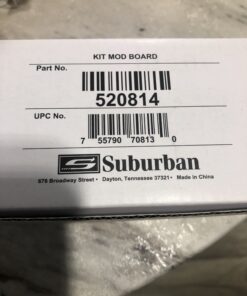 KIT MOD BOARD
Part No.
520814
UPC No.
7 55790 70813 0
Suburban
676 Broadway Street • Dayton, Tennessee 37321 • Made in China